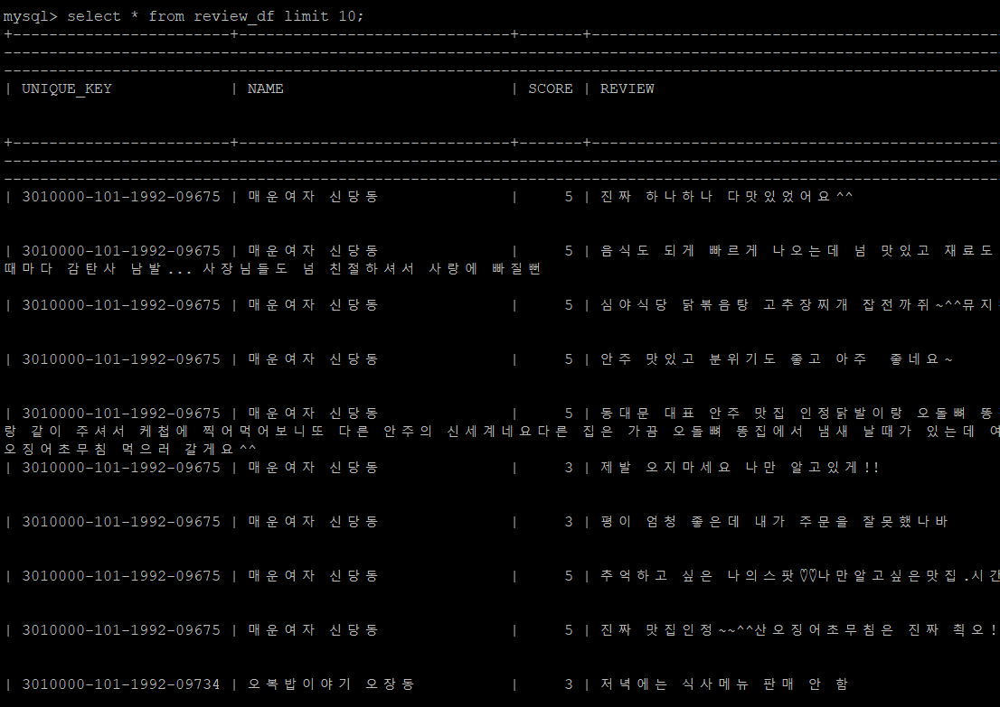 mysql> select * from review_df limit 10;
| UNIQUE_KEY | NAME | SCORE | REVIEW
| 3010000-101-1992-09675 | 매운여자 신당동 | 5 | 진짜 하나하나 다맛있었어요^^
| 3010000-101-1992-09675 | 매운여자 신당동 | 5 | 음식도 되게 빠르게 나오는데 넘 맛있고 재료도
때마다 감탄사 남발... 사장님들도 넘 친절하셔서 사랑에 빠질뻔
| 3010000-101-1992-09675 | 매운여자 신당동 | 5 | 심야식당 닭볶음탕 고추장찌개 잡전까쥐~^^뮤지
| 3010000-101-1992-09675 | 매운여자 신당동 | 5 | 안주 맛있고 분위기도 좋고 아주 좋네요~
| 3010000-101-1992-09675 | 매운여자 신당동 | 5 | 동대문 대표 안주 맛집 인정닭발이랑 오돌뼈 똥
랑 같이 주셔서 케첩에 찍어먹어보니또 다른 안주의 신세계네요다른 집은 가끔 오돌뼈 똥집에서 냄새 날때가 있는데 여
오징어초무침 먹으러 갈게요^^
| 3010000-101-1992-09675 | 매운여자 신당동 | 3 | 제발 오지마세요 나만 알고있게!!
| 3010000-101-1992-09675 | 매운여자 신당동 | 3 | 평이 엄청 좋은데 내가 주문을 잘못했나바
| 3010000-101-1992-09675 | 매운여자 신당동 | 5 | 추억하고 싶은 나의스팟♡♡나만알고싶은맛집.시간
| 3010000-101-1992-09675 | 매운여자 신당동 | 5 | 진짜 맛집인정~~^^산오징어초무침은 진짜 쵝오!
| 3010000-101-1992-09734 | 오복밥이야기 오장동 | 3 | 저녁에는 식사메뉴 판매 안 함